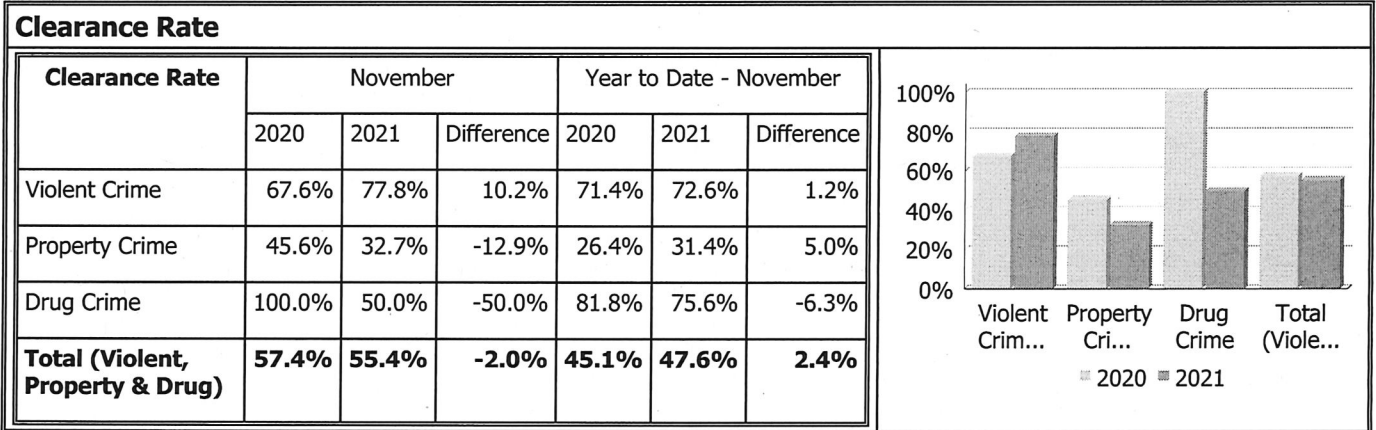 Clearance Rate
Clearance Rate November Year to Date - November
2020 2021 Difference 2020 2021 Difference
Violent Crime 67.6% 77.8% 10.2% 71.4% 72.6% 1.2%
Property Crime 45.6% 32.7% -12.9% 26.4% 31.4% 5.0%
Drug Crime 100.0% 50.0% -50.0% 81.8% 75.6% -6.3%
Total (Violent, 57.4% 55.4% -2.0% 45.1% 47.6% 2.4%
Property & Drug)
100%
80%
60%
40%
20%
0%
Violent Property Drug Total
Crim... Cri... Crime (Viole...
2020 2021